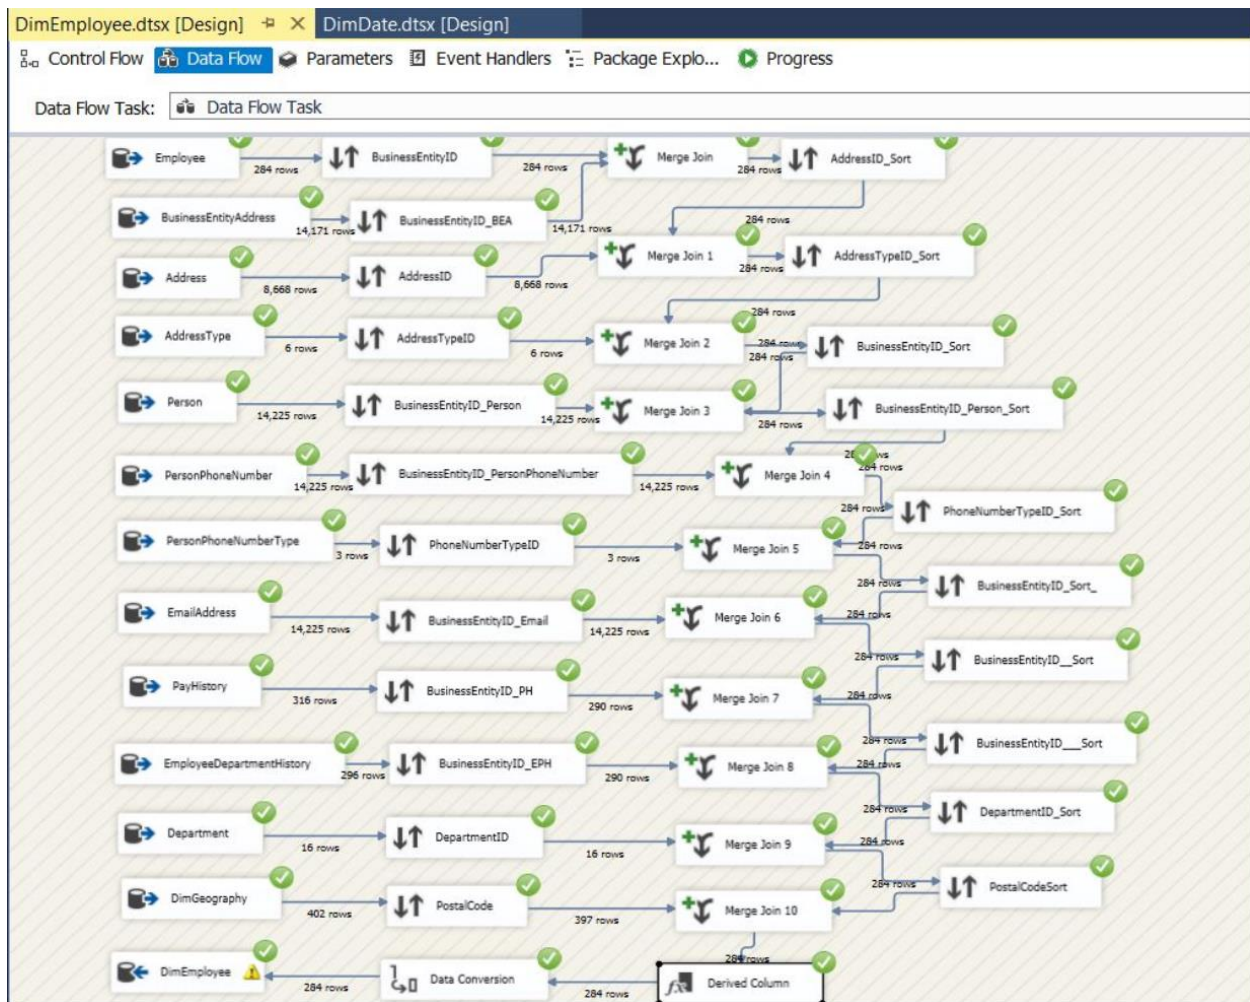 DimEmployee.dtsx [Design] DimDate.dtsx [Design]
Control Flow Data Flow Parameters Event Handlers Package Explo... Progress
Data Flow Task: Data Flow Task
Employee 284 rows BusinessEntityID 284 rows Merge Join 284 rows AddressID_Sort
284 rows
BusinessEntityAddress 14,171 rows BusinessEntityID_BEA 14,171 rows
Address 8,668 rows AddressID 8,668 rows Merge Join 1 284 rows AddressTypeID_Sort
284 rows
AddressType 6 rows AddressTypeID 6 rows Merge Join 2 284 rows 284 rows BusinessEntityID_Sort
Person 14,225 rows BusinessEntityID_Person 14,225 rows Merge Join 3 284 rows BusinessEntityID_Person_Sort
284 rows
PersonPhoneNumber 14,225 rows BusinessEntityID_PersonPhoneNumber 14,225 rows Merge Join 4 284 rows
284 rows PhoneNumberTypeID_Sort
PersonPhoneNumberType 3 rows PhoneNumberTypeID 3 rows Merge Join 5 284 rows
284 rows BusinessEntityID_Sort_
EmailAddress 14,225 rows BusinessEntityID_Email 14,225 rows Merge Join 6 284 rows
284 rows BusinessEntityID__Sort
PayHistory 316 rows BusinessEntityID_PH 290 rows Merge Join 7 284 rows
284 rows BusinessEntityID___Sort
EmployeeDepartmentHistory 296 rows BusinessEntityID_EPH 290 rows Merge Join 8 284 rows
284 rows DepartmentID_Sort
Department 16 rows DepartmentID 16 rows Merge Join 9 284 rows
284 rows PostalCodeSort
DimGeography 402 rows PostalCode 397 rows Merge Join 10
284 rows
DimEmployee 284 rows Data Conversion 284 rows Derived Column